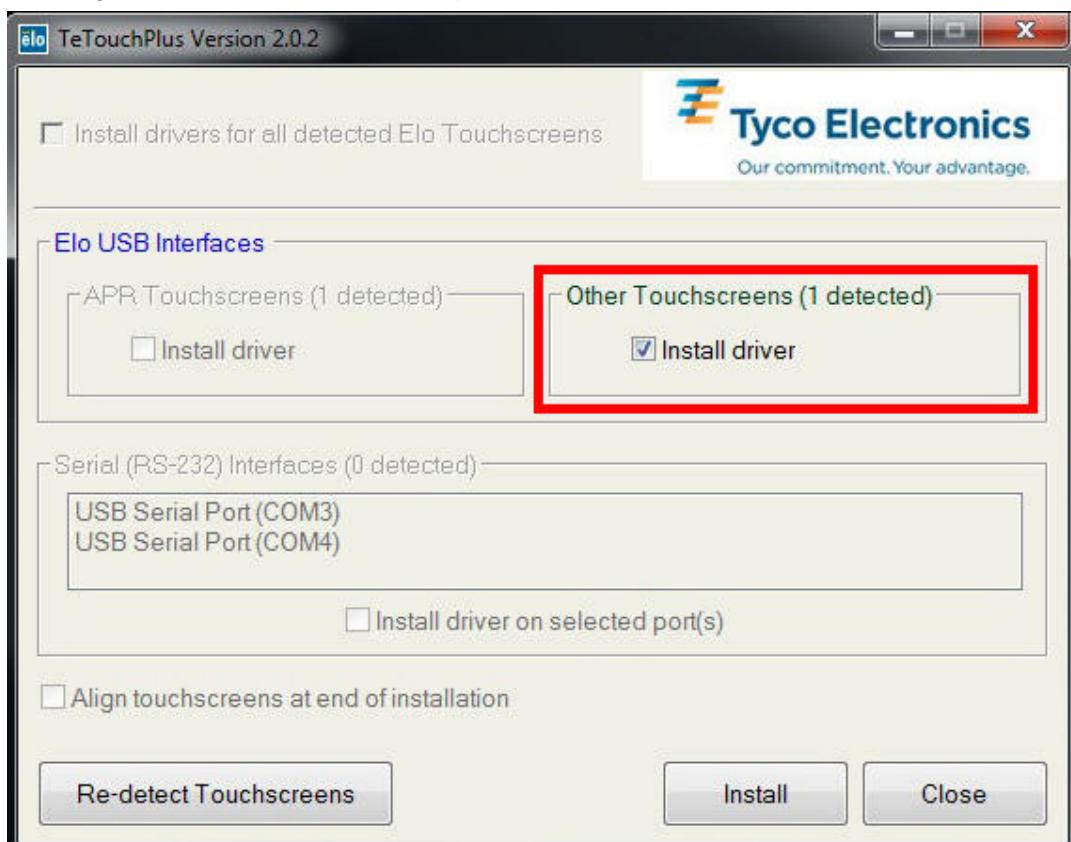 elo TeTouchPlus Version 2.0.2
Install drivers for all detected Elo Touchscreens
Tyco Electronics
Our commitment. Your advantage.
Elo USB Interfaces
APR Touchscreens (1 detected)
Other Touchscreens (1 detected)
Install driver
Install driver
Serial (RS-232) Interfaces (0 detected)
USB Serial Port (COM3)
USB Serial Port (COM4)
Install driver on selected port(s)
Align touchscreens at end of installation
Re-detect Touchscreens
Install
Close